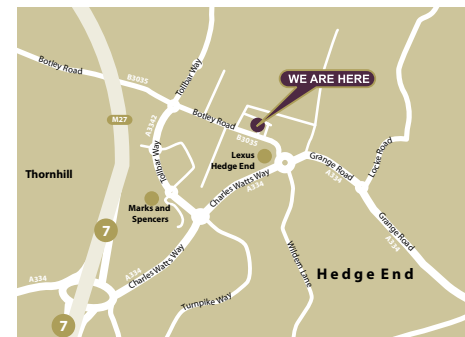 Tollbar Way
Botley Road
B3035
WE ARE HERE
M27
A3342
Botley Road
B3035
Locke Road
Tollbar Way
Lexus
Hedge End
Grange Road
A334
Thornhill
Charles Watts Way
A334
Marks and
Spencers
7
Grange Road
A334
Wildern Lane
Charles Watts Way
A334
Hedge End
A334
Turnpike Way
7